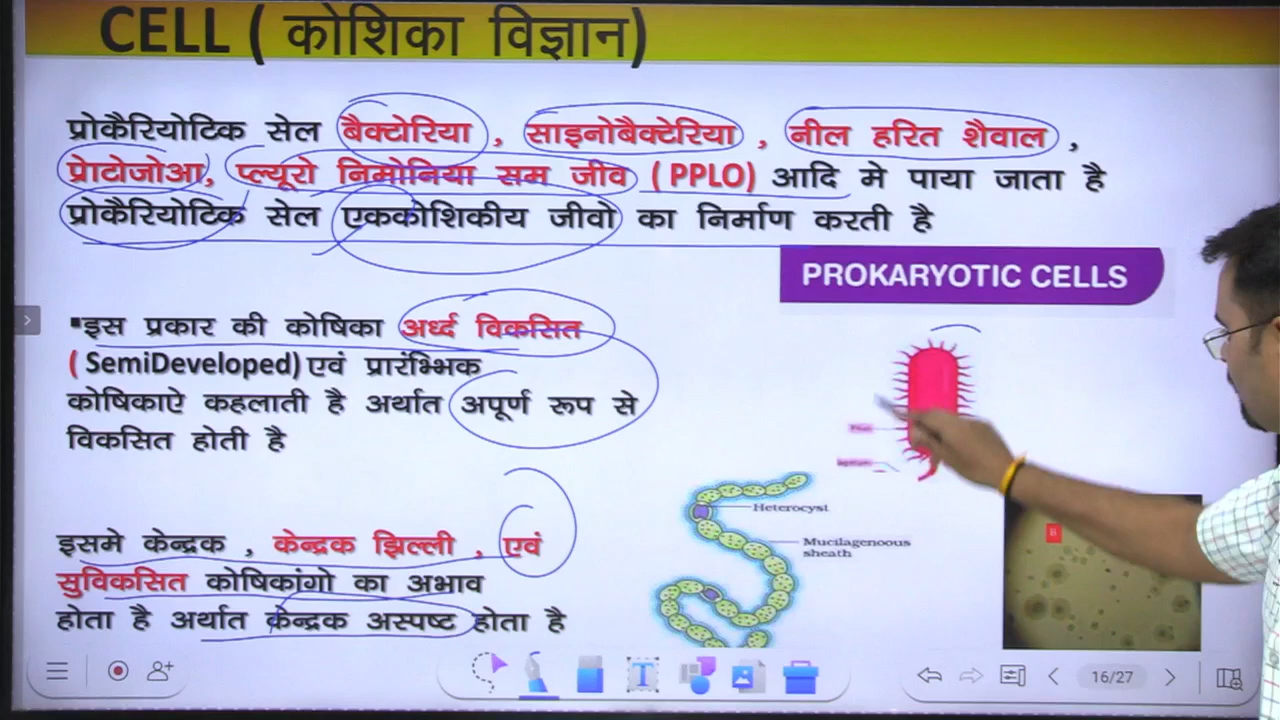 CELL ( कोशिका विज्ञान)
प्रोकैरियोटिक सेल बैक्टोरिया , साइनोबैक्टेरिया , नील हरित शैवाल ,
प्रोटोजोआ, प्ल्यूरो निमोनिया सम जीव ( PPLO) आदि मे पाया जाता है
प्रोकैरियोटिक सेल एककोशिकीय जीवो का निर्माण करती है
PROKARYOTIC CELLS
▪इस प्रकार की कोषिका अर्ध्द विकसित
( SemiDeveloped) एवं प्रारंभ्भिक
कोषिकाऐ कहलाती है अर्थात अपूर्ण रूप से
विकसित होती है
इसमे केन्द्रक , केन्द्रक झिल्ली , एवं
सुविकसित कोषिकांगो का अभाव
होता है अर्थात केन्द्रक अस्पष्ट होता है
Heterocyst
Mucilagenoous
sheath
B
16/27